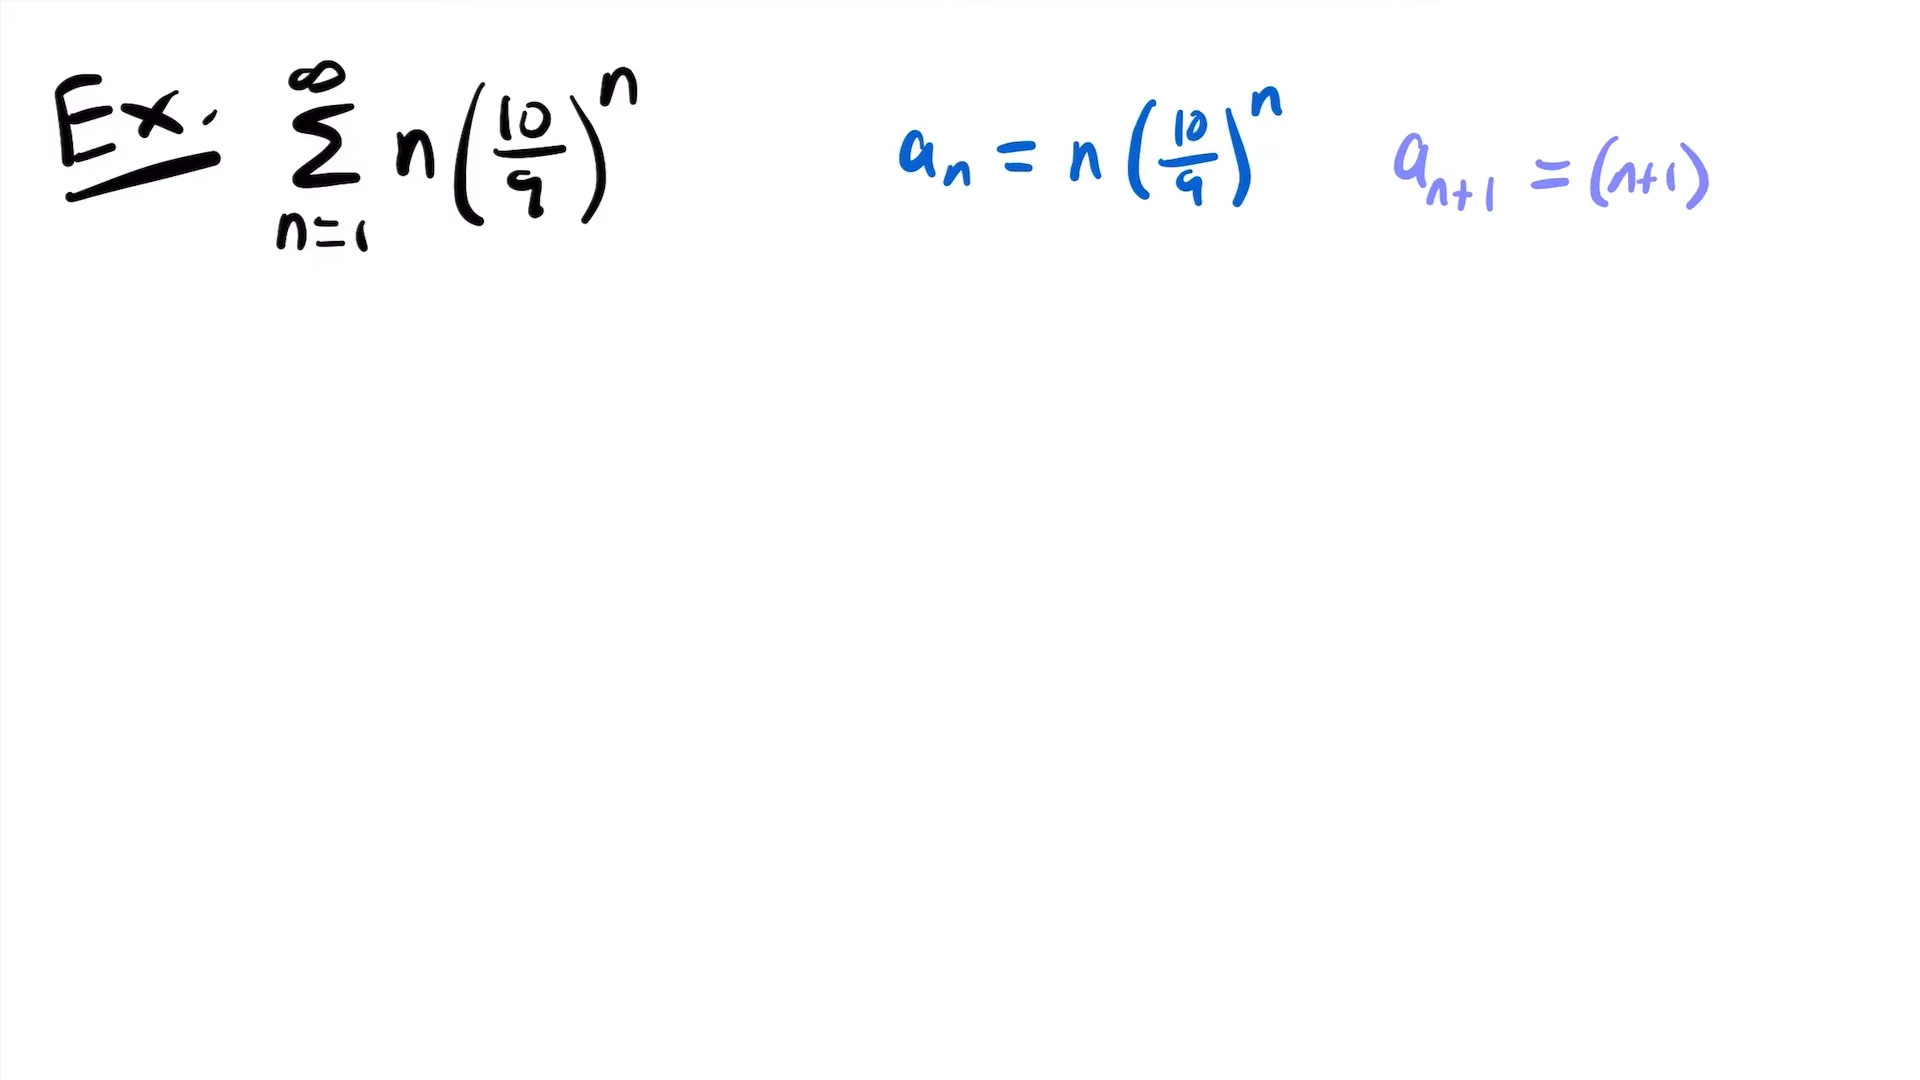 Ex. ∞ Σ n=1 n(10/9)^n a_n = n(10/9)^n a_{n+1} = (n+1)